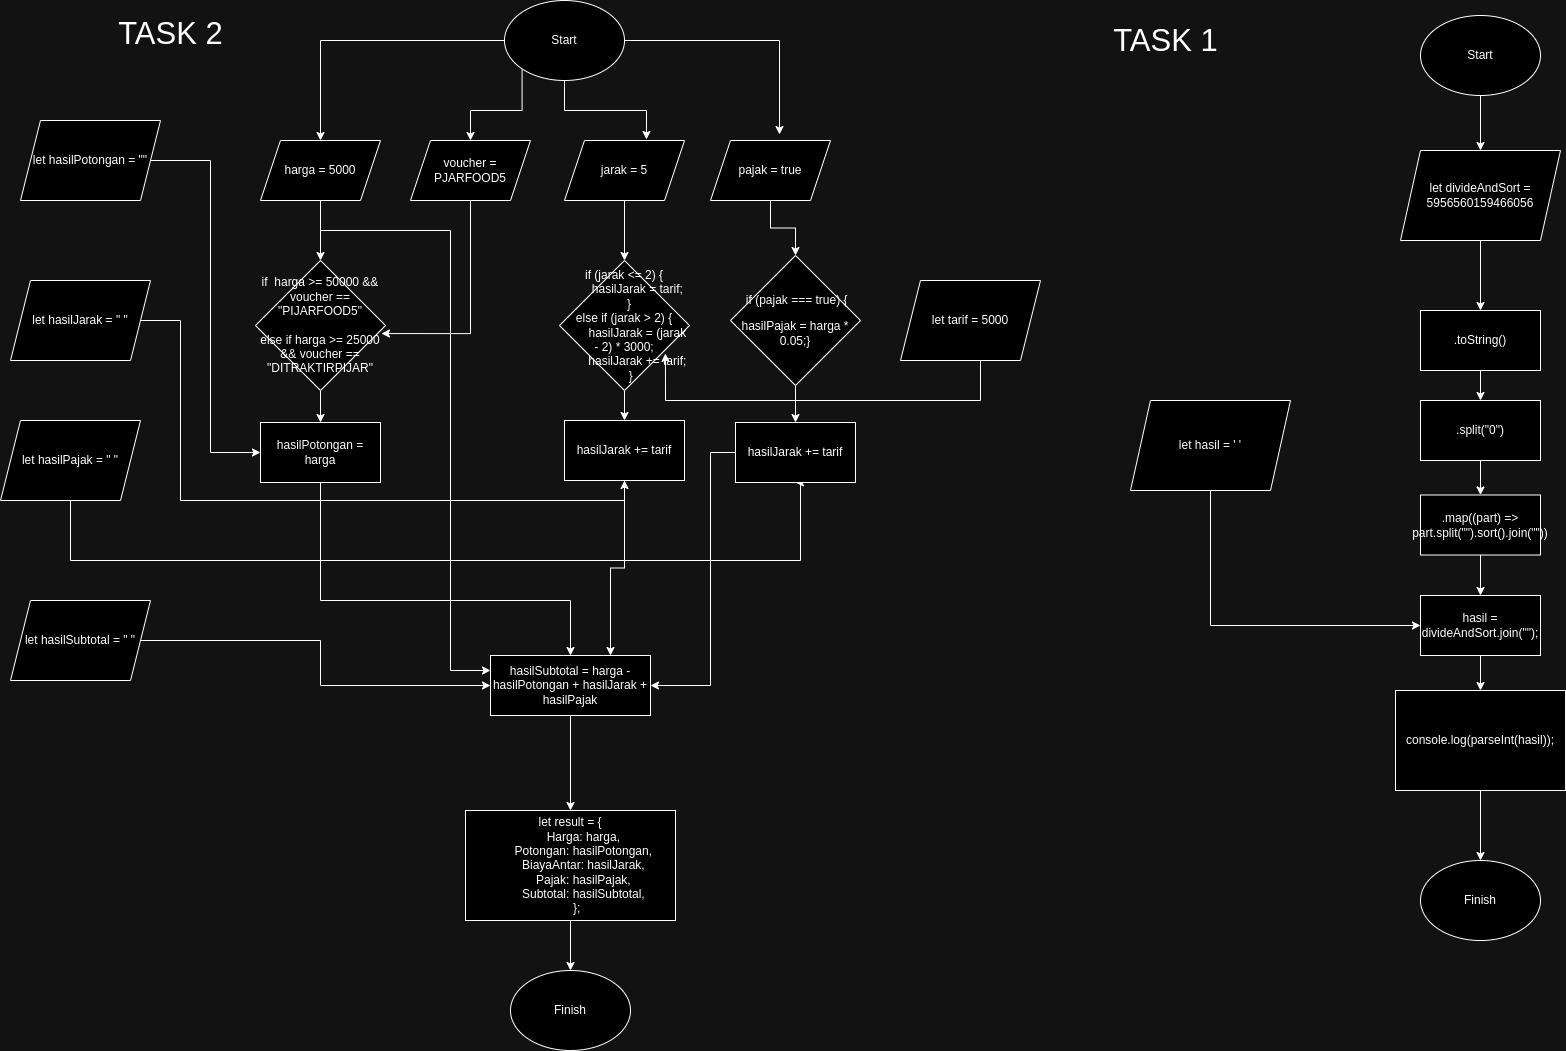 TASK 2
Start
let hasilPotongan = ""
harga = 5000
voucher =
PJARFOOD5
jarak = 5
pajak = true
let hasilJarak = " "
if  harga >= 50000 &&
voucher ==
"PIJARFOOD5"
else if harga >= 25000
&& voucher ==
"DITRAKTIRPIJAR"
if (jarak <= 2) {
hasilJarak = tarif;
}
else if (jarak > 2) {
hasilJarak = (jarak
- 2) * 3000;
hasilJarak += tarif;
}
if (pajak === true) {
hasilPajak = harga *
0.05;}
let tarif = 5000
let hasilPajak = " "
hasilPotongan =
harga
hasilJarak += tarif
hasilJarak += tarif
let hasilSubtotal = " "
hasilSubtotal = harga -
hasilPotongan + hasilJarak +
hasilPajak
let result = {
Harga: harga,
Potongan: hasilPotongan,
BiayaAntar: hasilJarak,
Pajak: hasilPajak,
Subtotal: hasilSubtotal,
};
Finish
TASK 1
Start
let divideAndSort =
5956560159466056
.toString()
.split("0")
let hasil = ' '
.map((part) =>
part.split("").sort().join(""))
hasil =
divideAndSort.join("");
console.log(parseInt(hasil));
Finish